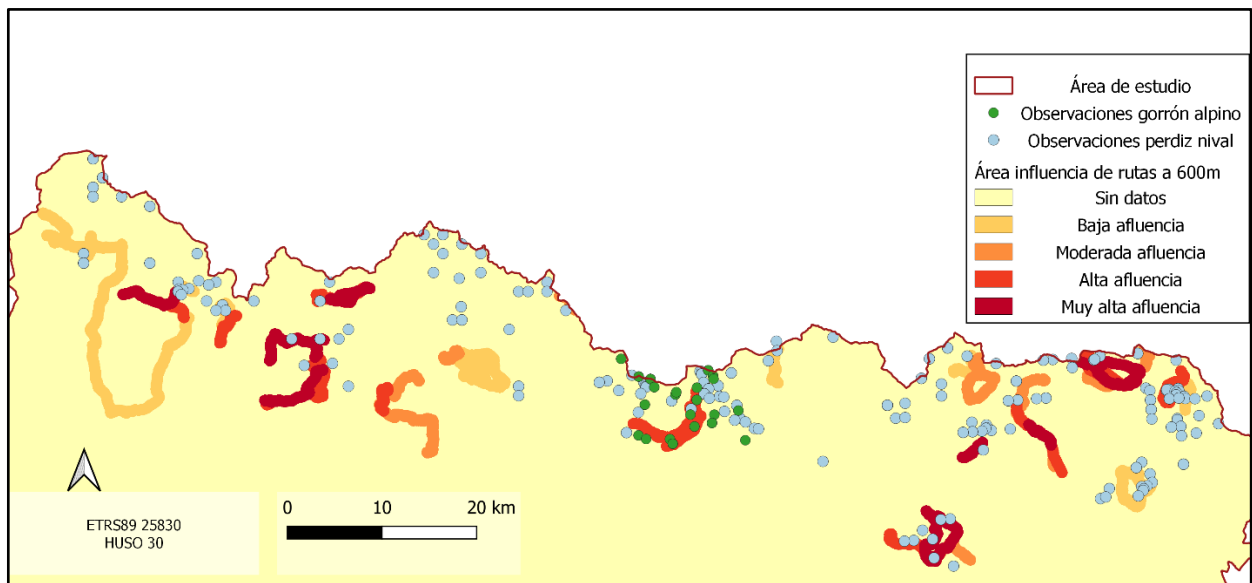 Área de estudio
Observaciones gorrón alpino
Observaciones perdiz nival
Área influencia de rutas a 600m
Sin datos
Baja afluencia
Moderada afluencia
Alta afluencia
Muy alta afluencia
ETRS89 25830
HUSO 30
0 10 20 km